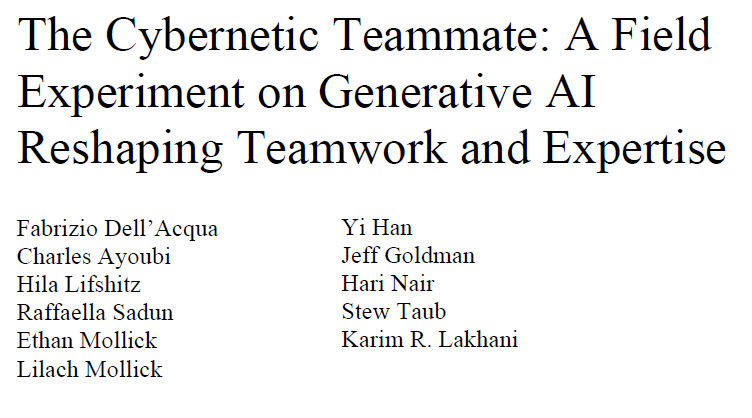 The Cybernetic Teammate: A Field
Experiment on Generative AI
Reshaping Teamwork and Expertise
Fabrizio Dell’Acqua
Charles Ayoubi
Hila Lifshitz
Raffaella Sadun
Ethan Mollick
Lilach Mollick
Yi Han
Jeff Goldman
Hari Nair
Stew Taub
Karim R. Lakhani